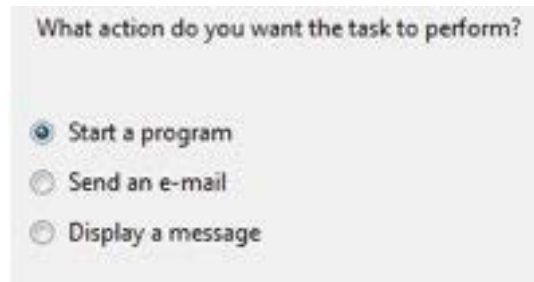 What action do you want the task to perform?
Start a program
Send an e-mail
Display a message